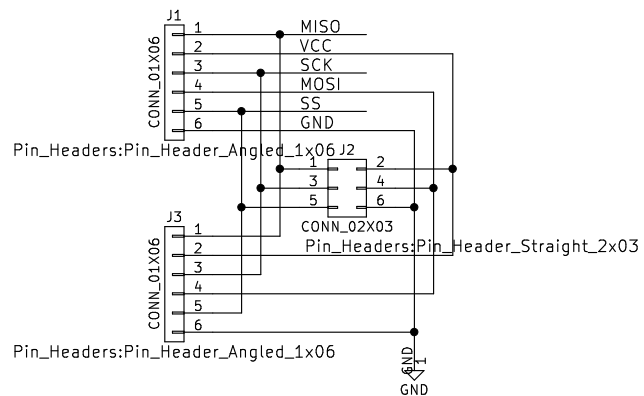 J1
CONN_01X06
1 MISO
2 VCC
3 SCK
4 MOSI
5 SS
6 GND
Pin_Headers:Pin_Header_Angled_1x06
J2
1 2
3 4
5 6
CONN_02X03
Pin_Headers:Pin_Header_Straight_2x03
J3
CONN_01X06
1
2
3
4
5
6
Pin_Headers:Pin_Header_Angled_1x06
GND
1
GND